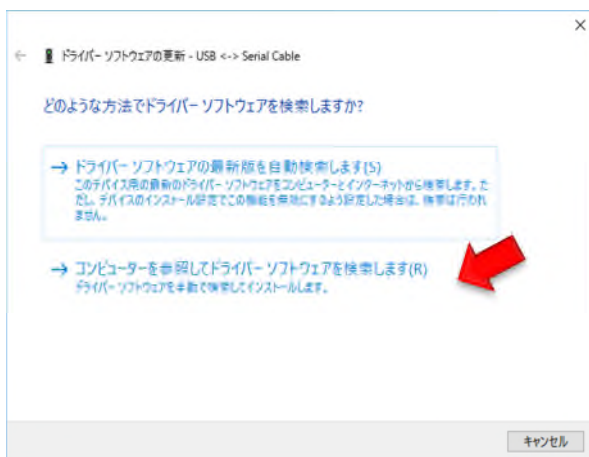 ドライバー ソフトウェアの更新 - USB <-> Serial Cable
どのような方法でドライバー ソフトウェアを検索しますか?
→ ドライバー ソフトウェアの最新版を自動検索します(S)
このデバイス用の最新のドライバー ソフトウェアをコンピューターとインターネットから検索します。た
だし、デバイスのインストール設定でこの機能を無効にするよう設定した場合は、検索は行われ
ません。
→ コンピューターを参照してドライバー ソフトウェアを検索します(R)
ドライバー ソフトウェアを手動で検索してインストールします。
キャンセル